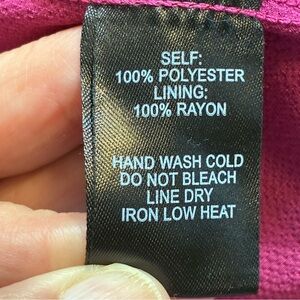 SELF:
100% POLYESTER
LINING:
100% RAYON
HAND WASH COLD
DO NOT BLEACH
LINE DRY
IRON LOW HEAT